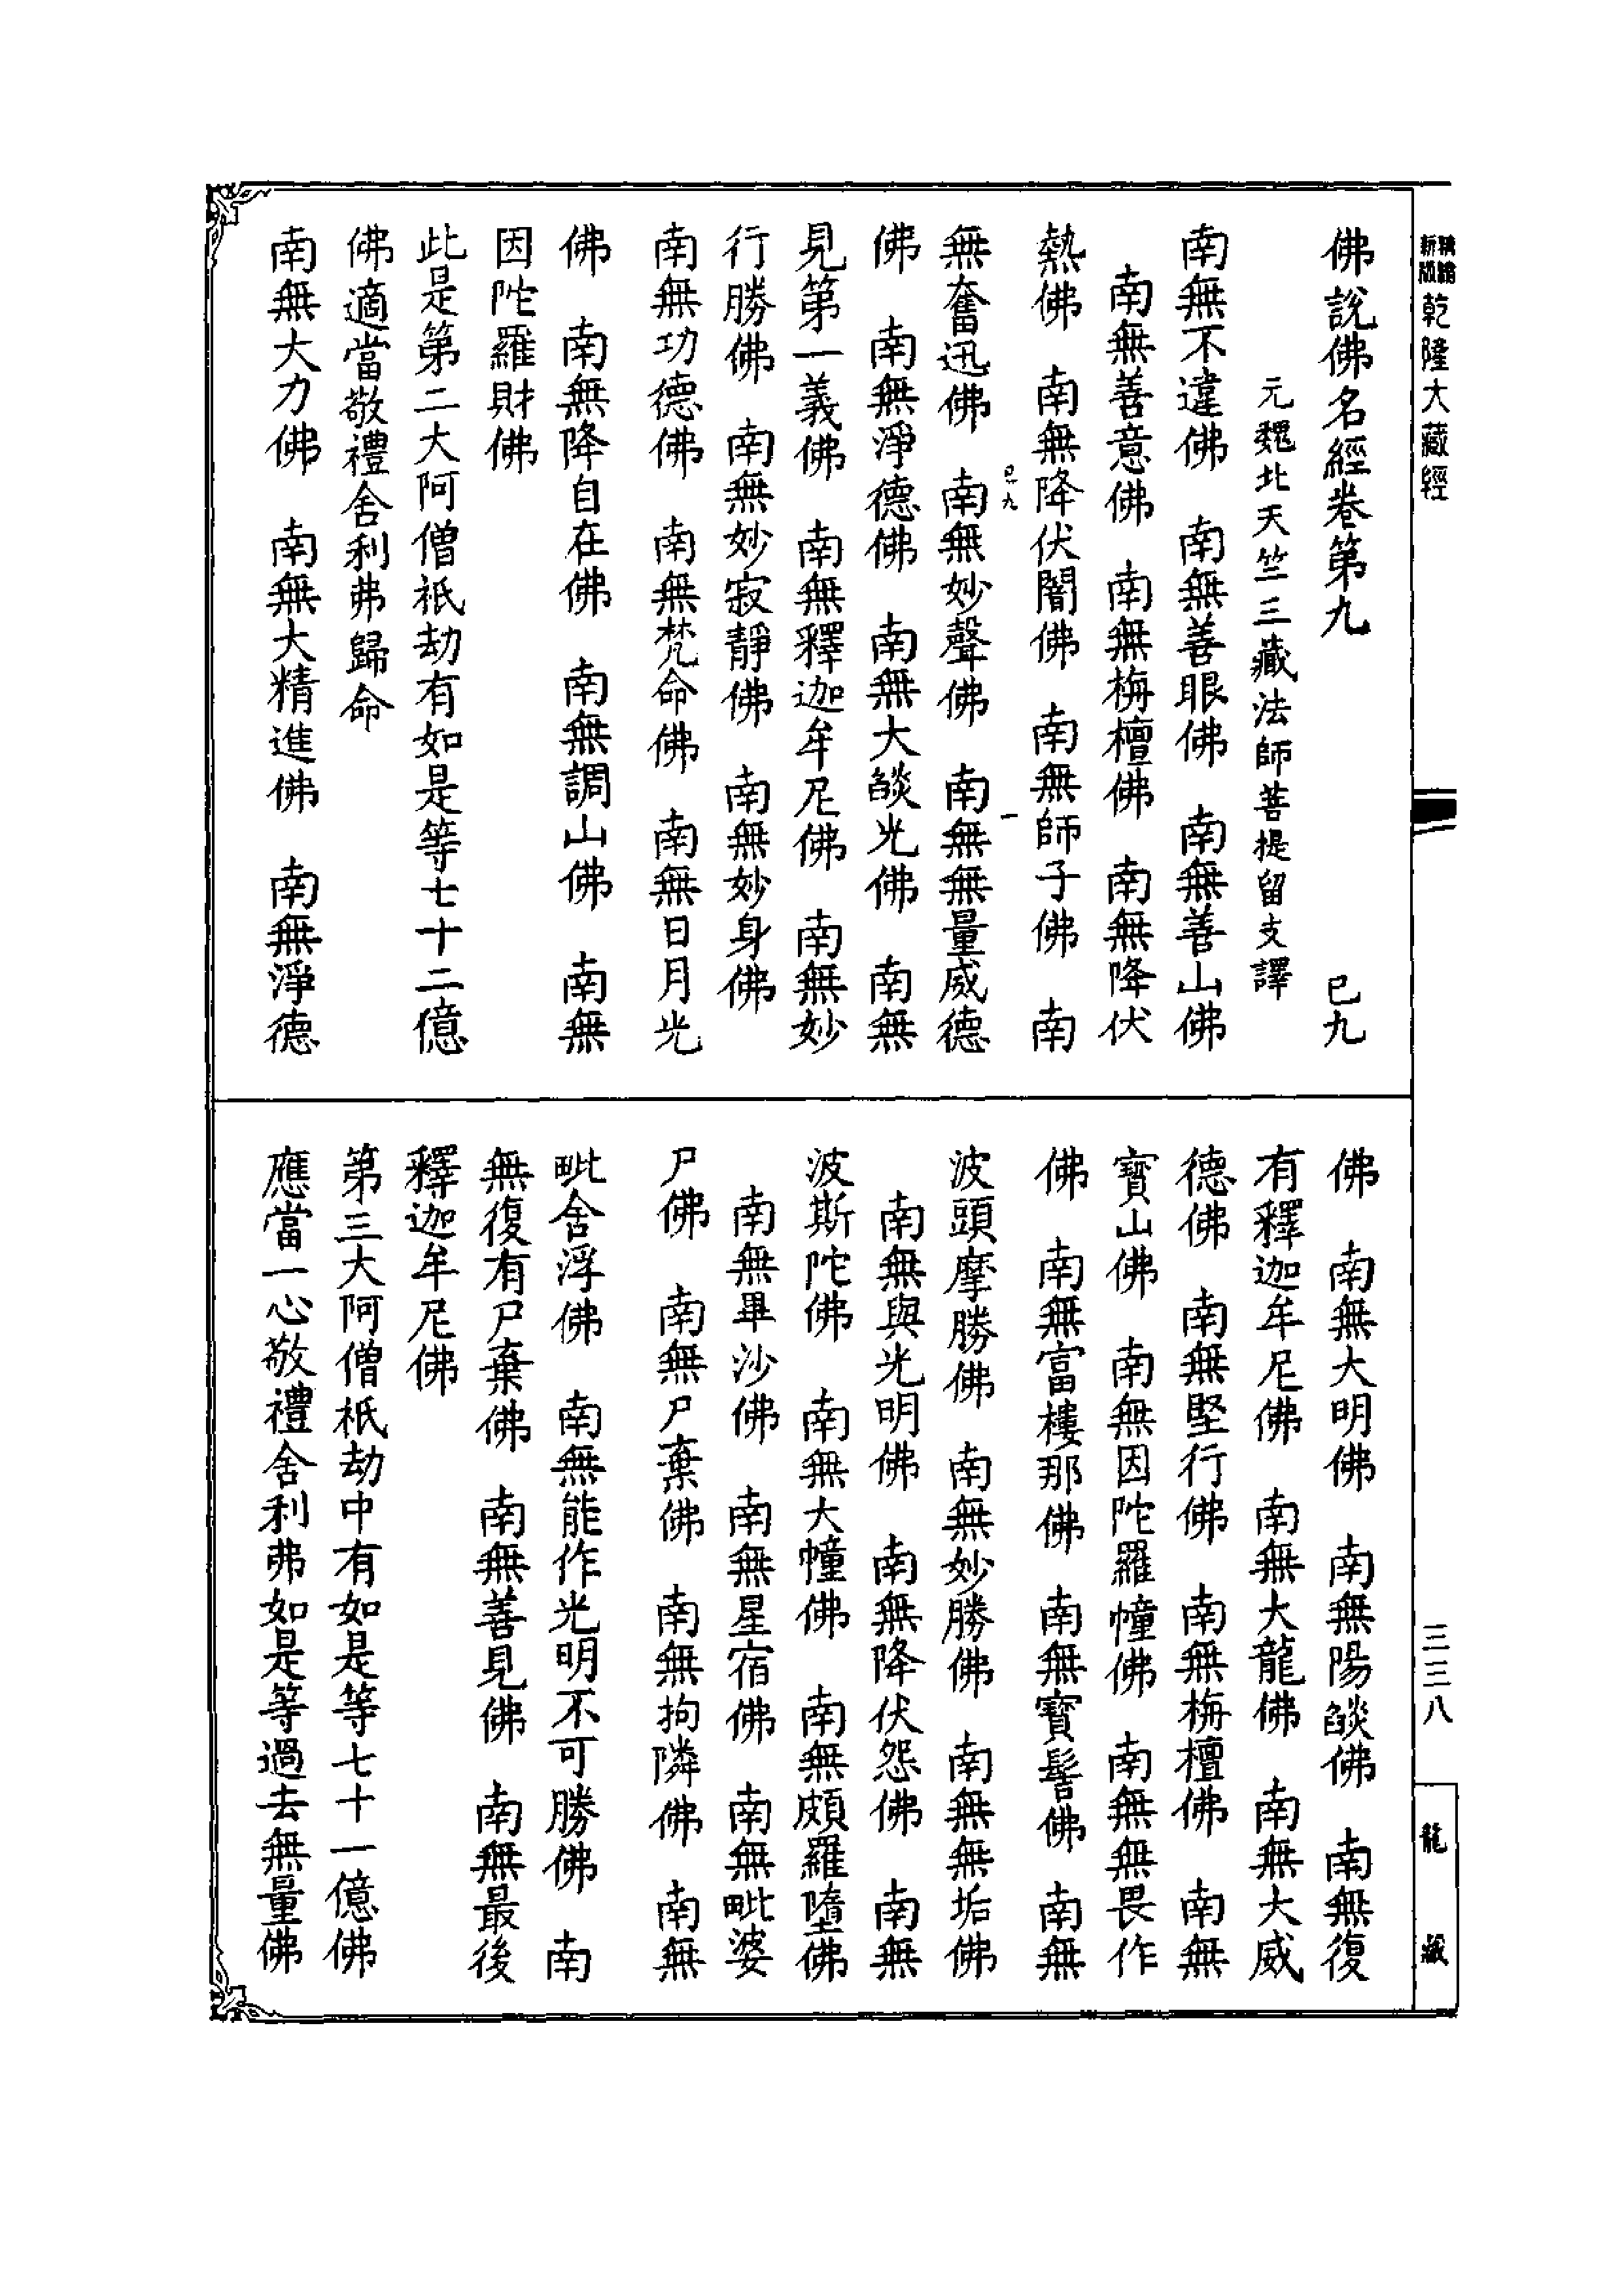 新版
精繕
乾隆大藏經
三三八
龍藏
佛說佛名經卷第九 巳九
元魏北天竺三藏法師菩提留支譯
南無不違佛 南無善眼佛 南無善山佛
南無善意佛 南無栴檀佛 南無降伏
熱佛 南無降伏闇佛 南無師子佛 南
巳九 一
無奮迅佛 南無妙聲佛 南無無量威德
佛 南無淨德佛 南無大燄光佛 南無
見第一義佛 南無釋迦牟尼佛 南無妙
行勝佛 南無妙寂靜佛 南無妙身佛
南無功德佛 南無梵命佛 南無日月光
佛 南無降自在佛 南無調山佛 南無
因陀羅財佛
此是第二大阿僧祇劫有如是等七十二億
佛適當敬禮舍利弗歸命
南無大力佛 南無大精進佛 南無淨德
佛 南無大明佛 南無陽燄佛 南無復
有釋迦牟尼佛 南無大龍佛 南無大威
德佛 南無堅行佛 南無栴檀佛 南無
寶山佛 南無因陀羅幢佛 南無無畏作
佛 南無富樓那佛 南無寶髻佛 南無
波頭摩勝佛 南無妙勝佛 南無無垢佛
南無與光明佛 南無降伏怨佛 南無
波斯陀佛 南無大幢佛 南無頗羅墮佛
南無畢沙佛 南無星宿佛 南無毗婆
尸佛 南無尸棄佛 南無拘隣佛 南無
毗舍浮佛 南無能作光明不可勝佛 南
無復有尸棄佛 南無善見佛 南無最後
釋迦牟尼佛
第三大阿僧祇劫中有如是等七十一億佛
應當一心敬禮舍利弗如是等過去無量佛